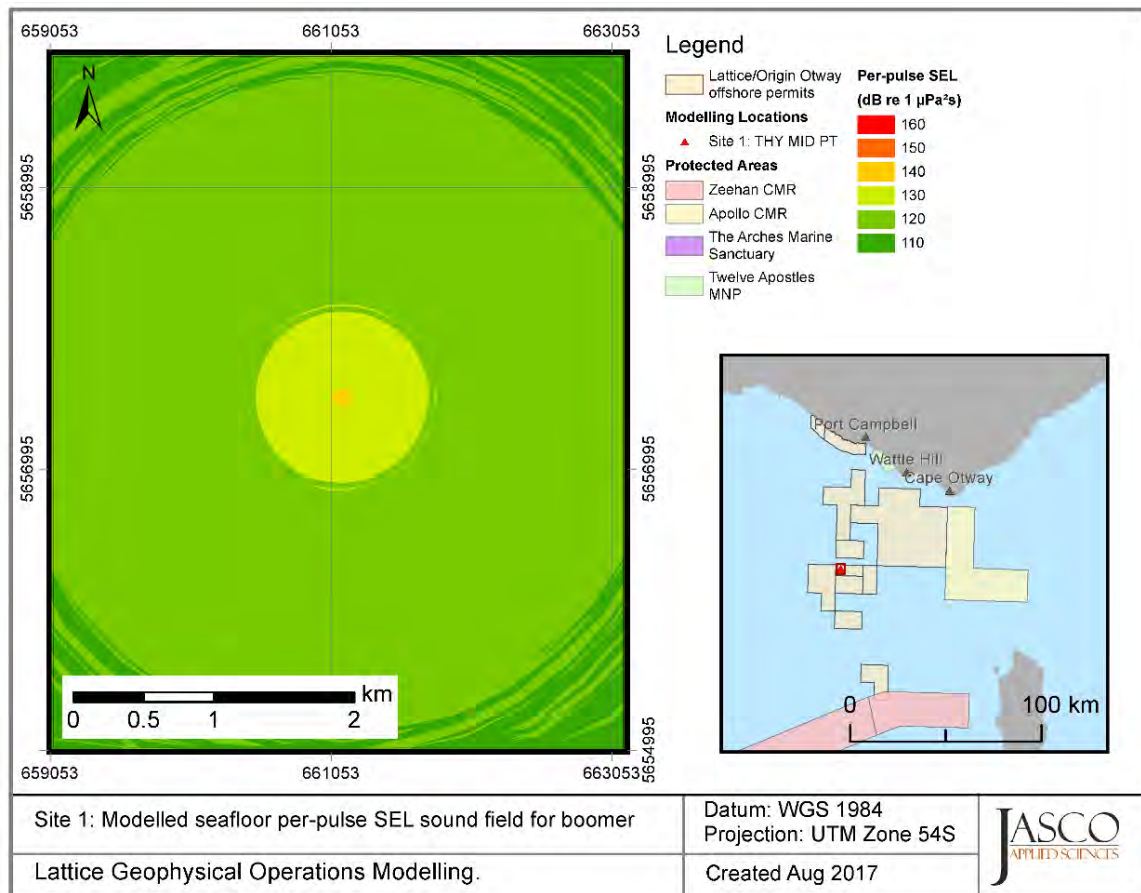 659053
661053
663053
N
5658995
5656995
5658995
5656995
5654995
km
0
0.5
1
2
659053
661053
663053
Legend
Lattice/Origin Otway
offshore permits
Modelling Locations
Site 1: THY MID PT
Protected Areas
Zeehan CMR
Apollo CMR
The Arches Marine
Sanctuary
Twelve Apostles
MNP
Per-pulse SEL
(dB re 1 µPa²s)
160
150
140
130
120
110
Port Campbell
Wattle Hill
Cape Otway
0
100 km
Site 1: Modelled seafloor per-pulse SEL sound field for boomer
Lattice Geophysical Operations Modelling.
Datum: WGS 1984
Projection: UTM Zone 54S
Created Aug 2017
JASCO
APPLIED SCIENCES